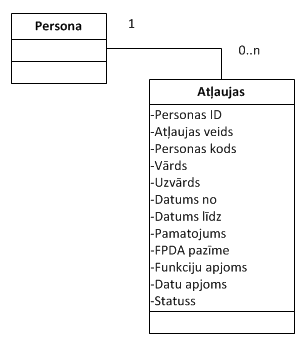 Persona
1
0..n
Atļaujas
-Personas ID
-Atļaujas veids
-Personas kods
-Vārds
-Uzvārds
-Datums no
-Datums līdz
-Pamatojums
-FPDA pazīme
-Funkciju apjoms
-Datu apjoms
-Statuss